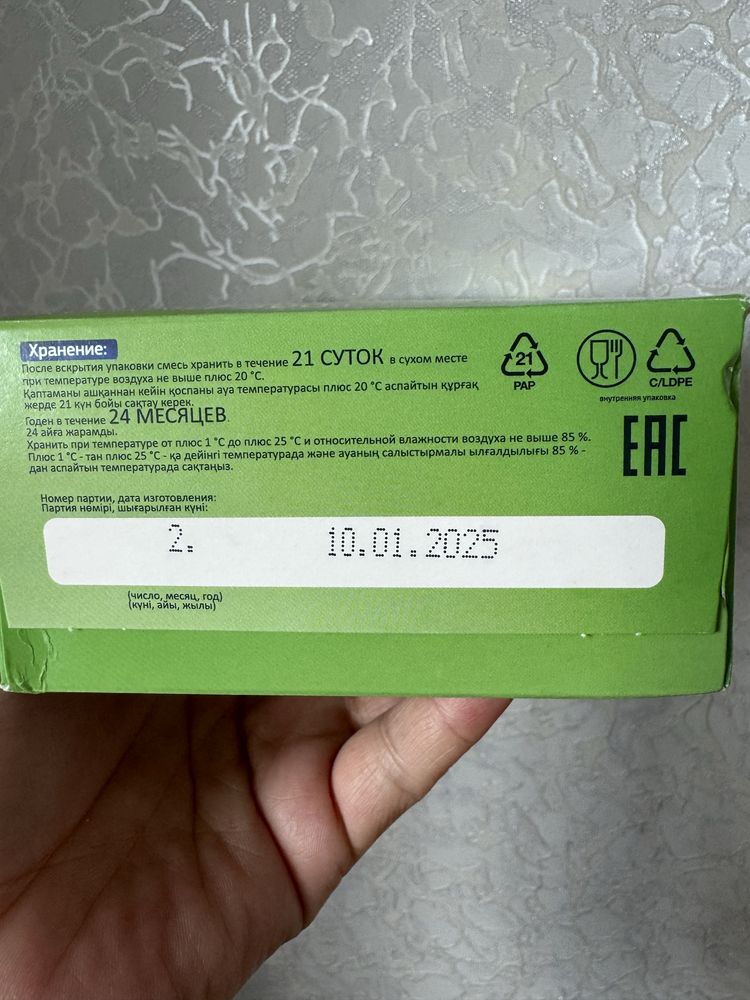 Хранение:
После вскрытия упаковки смесь хранить в течение 21 СУТОК в сухом месте
при температуре воздуха не выше плюс 20 °С.
Қаптаманы ашқаннан кейін қоспаны ауа температурасы плюс 20 °С аспайтын құрғақ
жерде 21 күн бойы сақтау керек.
Годен в течение 24 МЕСЯЦЕВ.
24 айға жарамды.
Хранить при температуре от плюс 1 °С до плюс 25 °С и относительной влажности воздуха не выше 85 %.
Плюс 1 °С - тан плюс 25 °С - қа дейінгі температурада және ауаның салыстырмалы ылғалдылығы 85 % -
дан аспайтын температурада сақтаңыз.
21
PAP
C/LDPE
внутренняя упаковка
EAC
Номер партии, дата изготовления:
Партия нөмірі, шығарылған күні:
2. 10.01.2025
(число, месяц, год)
(күні, айы, жылы)